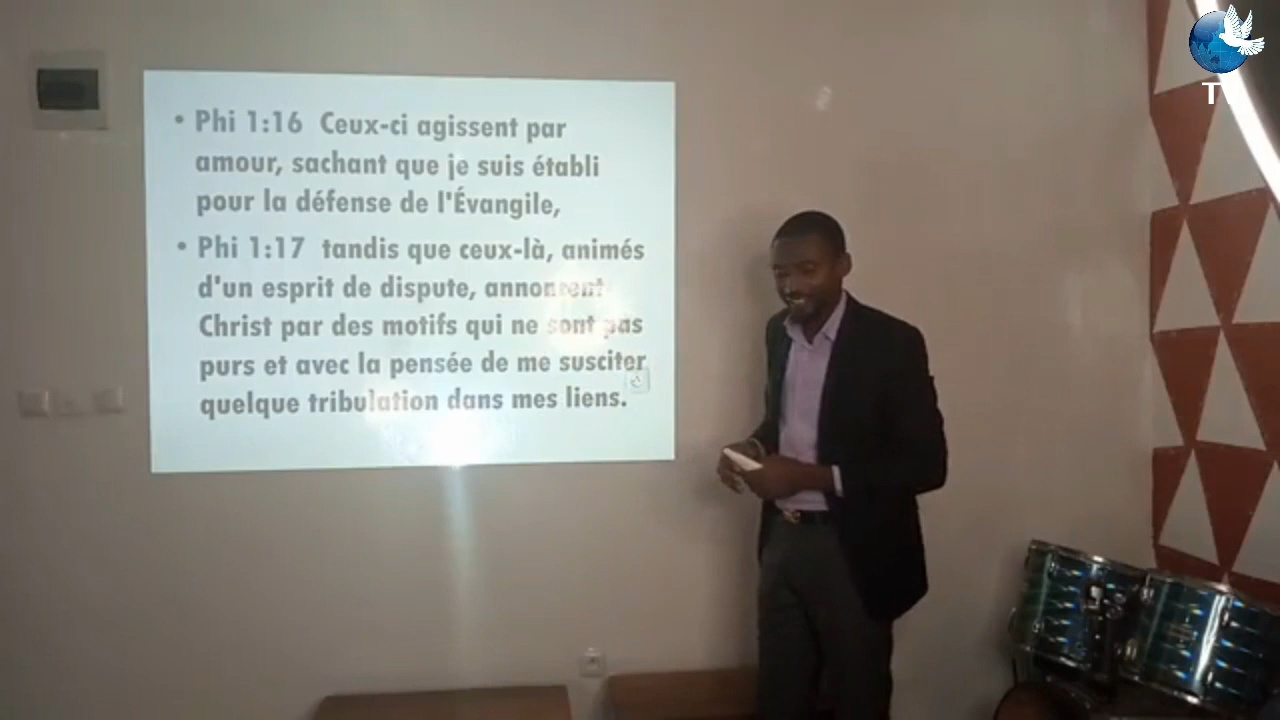 • Phi 1:16 Ceux-ci agissent par
amour, sachant que je suis établi
pour la défense de l'Évangile,
• Phi 1:17 tandis que ceux-là, animés
d'un esprit de dispute, annoncent
Christ par des motifs qui ne sont pas
purs et avec la pensée de me susciter
quelque tribulation dans mes liens.